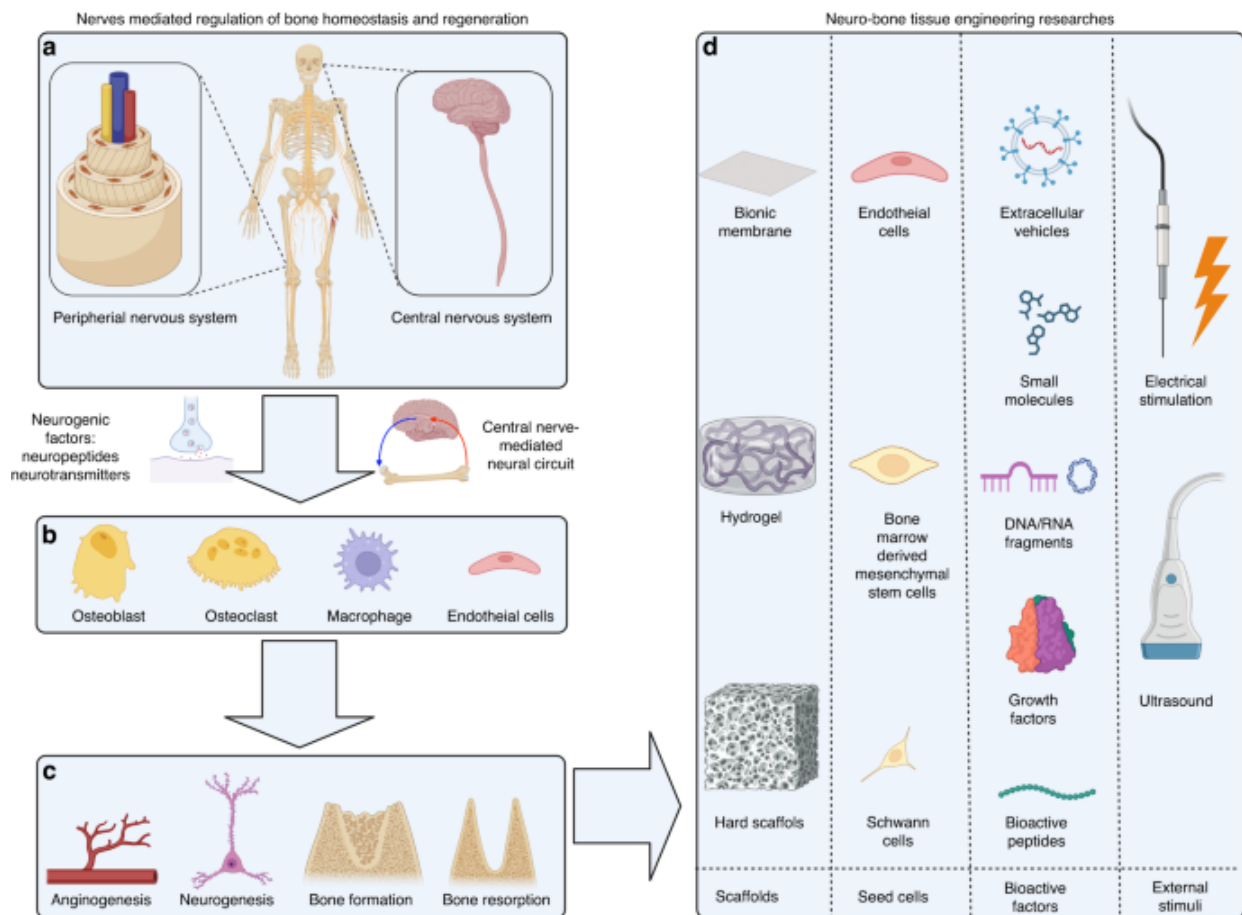 Nerves mediated regulation of bone homeostasis and regeneration
a
Peripherial nervous system
Central nervous system
Neurogenic
factors:
neuropeptides
neurotransmitters
Central nerve-
mediated
neural circuit
b
Osteoblast
Osteoclast
Macrophage
Endotheial cells
c
Anginogenesis
Neurogenesis
Bone formation
Bone resorption
Neuro-bone tissue engineering researches
d
Bionic
membrane
Hydrogel
Hard scaffols
Scaffolds
Endotheial
cells
Bone
marrow
derived
mesenchymal
stem cells
Schwann
cells
Seed cells
Extracellular
vehicles
Small
molecules
DNA/RNA
fragments
Growth
factors
Bioactive
peptides
Bioactive
factors
Electrical
stimulation
Ultrasound
External
stimuli